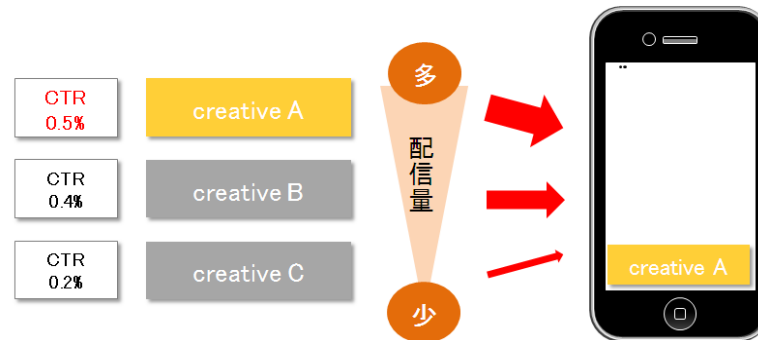 CTR
0.5%
creative A
CTR
0.4%
creative B
CTR
0.2%
creative C
多
配信量
少
creative A